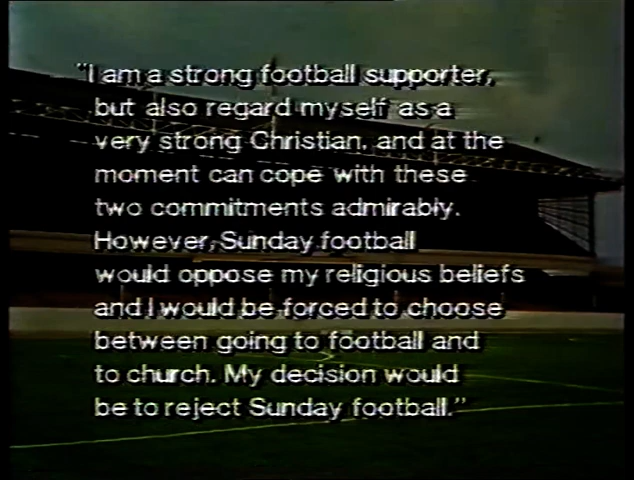 "I am a strong football supporter,
but also regard myself as a
very strong Christian, and at the
moment can cope with these
two commitments admirably.
However, Sunday football
would oppose my religious beliefs
and I would be forced to choose
between going to football and
to church. My decision would
be to reject Sunday football."